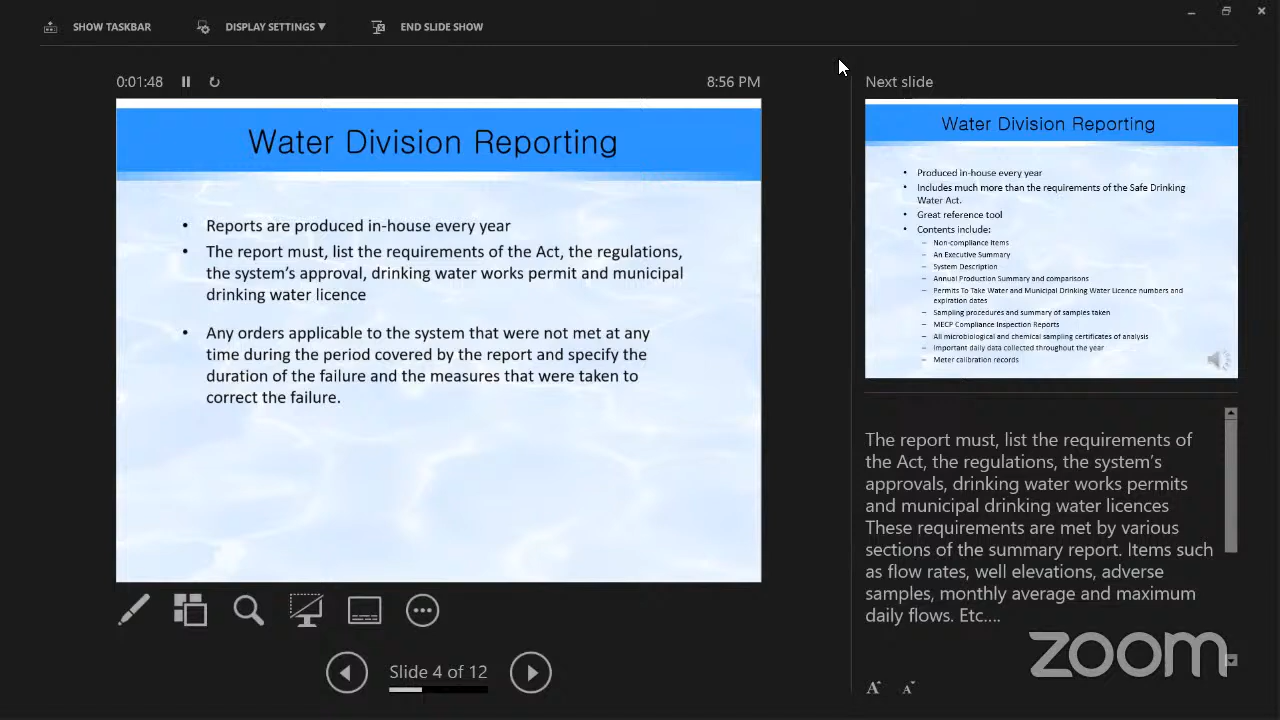 SHOW TASKBAR
DISPLAY SETTINGS ▼
END SLIDE SHOW
0:01:48
8:56 PM
Water Division Reporting
• Reports are produced in-house every year
• The report must, list the requirements of the Act, the regulations,
the system's approval, drinking water works permit and municipal
drinking water licence
• Any orders applicable to the system that were not met at any
time during the period covered by the report and specify the
duration of the failure and the measures that were taken to
correct the failure.
Slide 4 of 12
Next slide
Water Division Reporting
• Produced in-house every year
• Includes much more than the requirements of the Safe Drinking
Water Act.
• Great reference tool
• Contents include:
– Non-compliance items
– An Executive Summary
– System Description
– Annual Production Summary and comparisons
– Permits To Take Water and Municipal Drinking Water Licence numbers and
expiration dates
– Sampling procedures and summary of samples taken
– MECP Compliance Inspection Reports
– All microbiological and chemical sampling certificates of analysis
– Important daily data collected throughout the year
– Meter calibration records
The report must, list the requirements of
the Act, the regulations, the system's
approvals, drinking water works permits
and municipal drinking water licences
These requirements are met by various
sections of the summary report. Items such
as flow rates, well elevations, adverse
samples, monthly average and maximum
daily flows. Etc....
zoom
A A